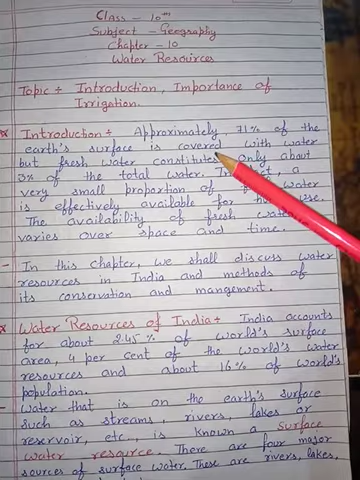 Class - 10th
Subject - Geography
Chapter - 10
Water Resources
Topic ÷ Introduction, Importance of
Irrigation.
Introduction ÷ Approximately, 71% of the
earth's surface is covered with water
but fresh water constitutes only about
3% of the total water. In a
very small proportion of water
is effectively available for
The availability of fresh
varies over space and time.
- In this chapter, we shall discuss water
resources in India and methods of
its conservation and mangement.
Water Resources of India ÷ India accounts
for about 2.45% of world's surface
area, 4 per cent of the world's water
resources and about 16% of world's
population.
- Water that is on the earth's surface
such as streams, rivers, lakes or
reservoir, etc., is known a surface
water resource. There are four major
sources of surface water. These are rivers, lakes,